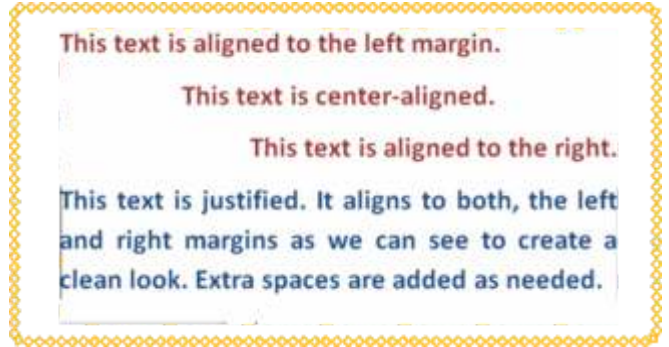 This text is aligned to the left margin.
This text is center-aligned.
This text is aligned to the right.
This text is justified. It aligns to both, the left
and right margins as we can see to create a
clean look. Extra spaces are added as needed.